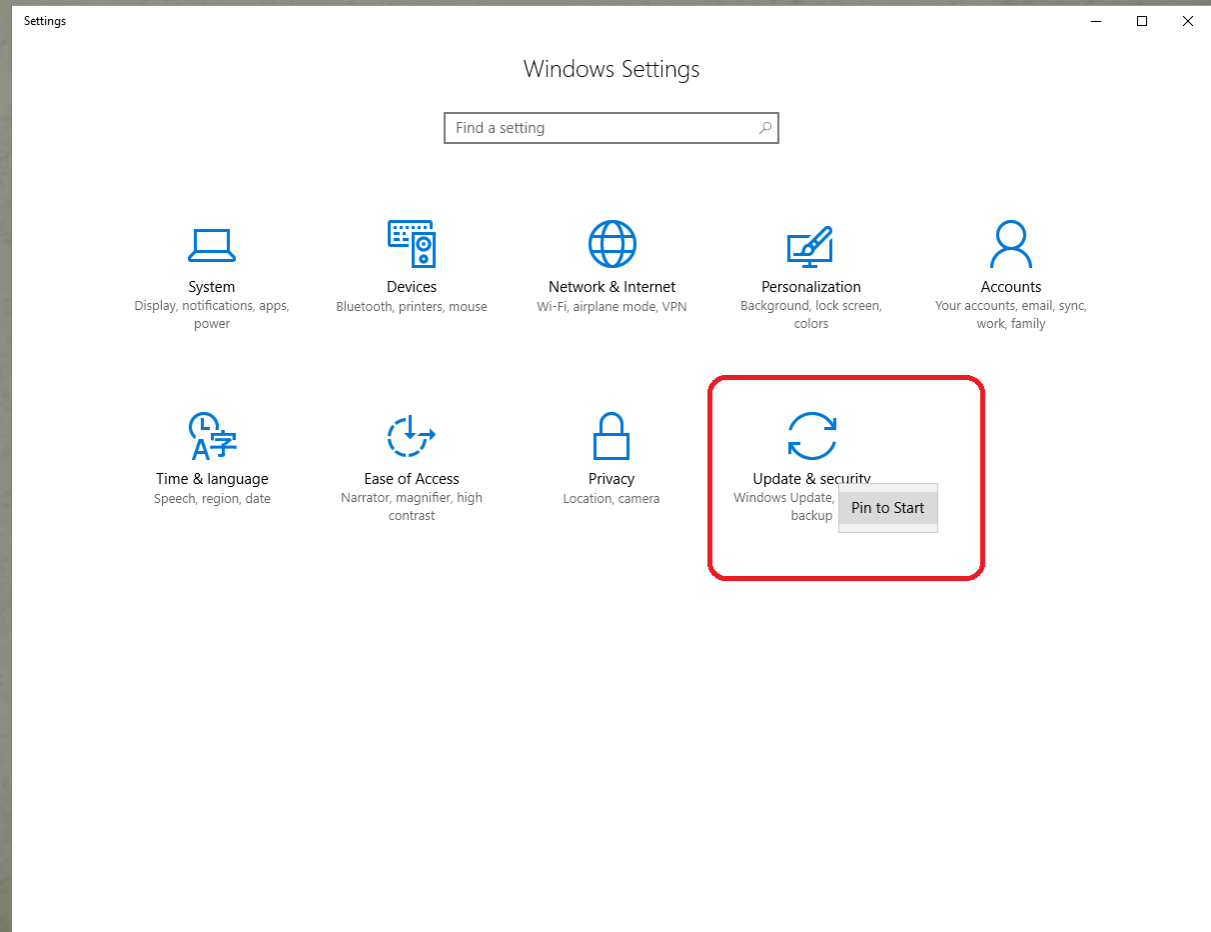 Settings
Windows Settings
Find a setting
System
Display, notifications, apps,
power
Devices
Bluetooth, printers, mouse
Network & Internet
Wi-Fi, airplane mode, VPN
Personalization
Background, lock screen,
colors
Accounts
Your accounts, email, sync,
work, family
Time & language
Speech, region, date
Ease of Access
Narrator, magnifier, high
contrast
Privacy
Location, camera
Update & security
Windows Update,
backup
Pin to Start